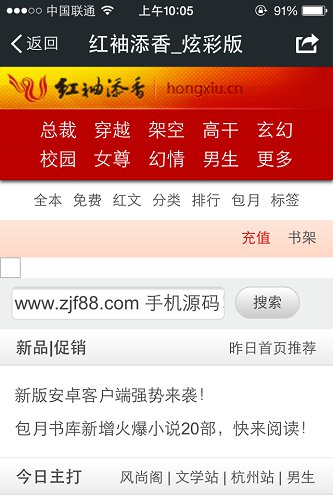 中国联通 上午10:05 91%
返回 红袖添香_炫彩版
红袖添香 hongxiu.cn
总裁 穿越 架空 高干 玄幻
校园 女尊 幻情 男生 更多
全本 免费 红文 分类 排行 包月 标签
充值 书架
www.zjf88.com 手机源码 搜索
新品|促销 昨日首页推荐
新版安卓客户端强势来袭！
包月书库新增火爆小说20部，快来阅读！
今日主打 风尚阁 | 文学站 | 杭州站 | 男生